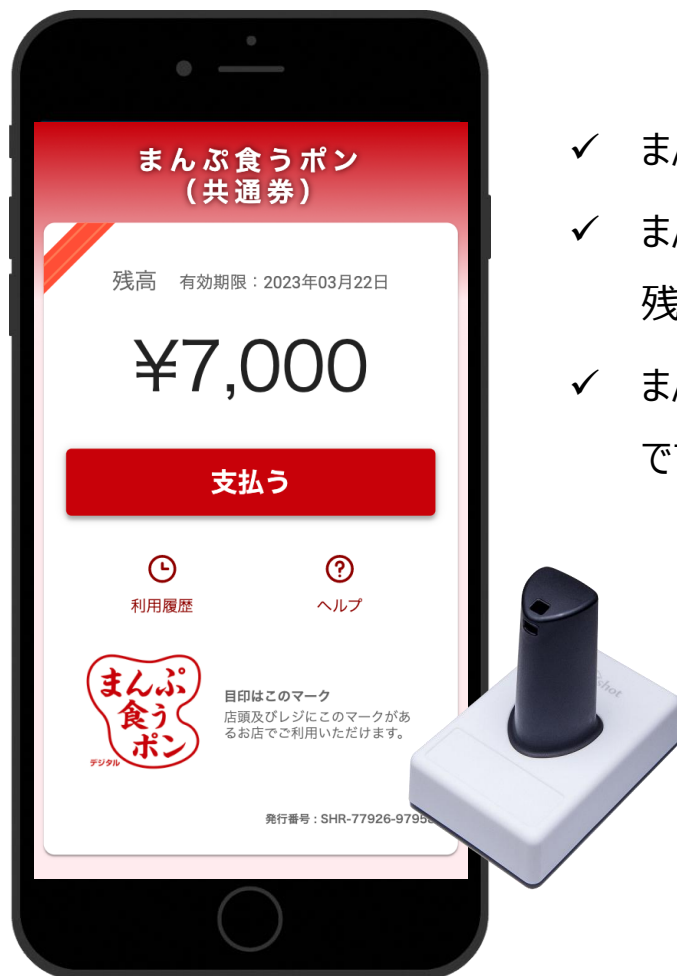 まんぷ食うポン
（共通券）
残高 有効期限：2023年03月22日
¥7,000
支払う
利用履歴 ヘルプ
まんぷ
食う
ポン
デジタル
目印はこのマーク
店頭及びレジにこのマークがあ
るお店でご利用いただけます。
発行番号 : SHR-77926-9795
ま
ま
残
ま
で
shot